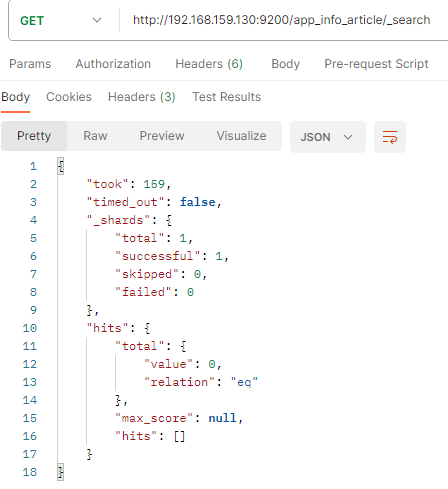 GET http://192.168.159.130:9200/app_info_article/_search
Params Authorization Headers (6) Body Pre-request Script
Body Cookies Headers (3) Test Results
Pretty Raw Preview Visualize JSON
1 {
2 "took": 159,
3 "timed_out": false,
4 "_shards": {
5 "total": 1,
6 "successful": 1,
7 "skipped": 0,
8 "failed": 0
9 },
10 "hits": {
11 "total": {
12 "value": 0,
13 "relation": "eq"
14 },
15 "max_score": null,
16 "hits": []
17 }
18 }